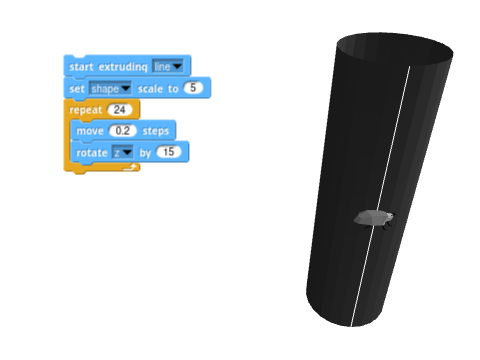 start extruding line
set shape scale to 5
repeat 24
move 0.2 steps
rotate z by 15